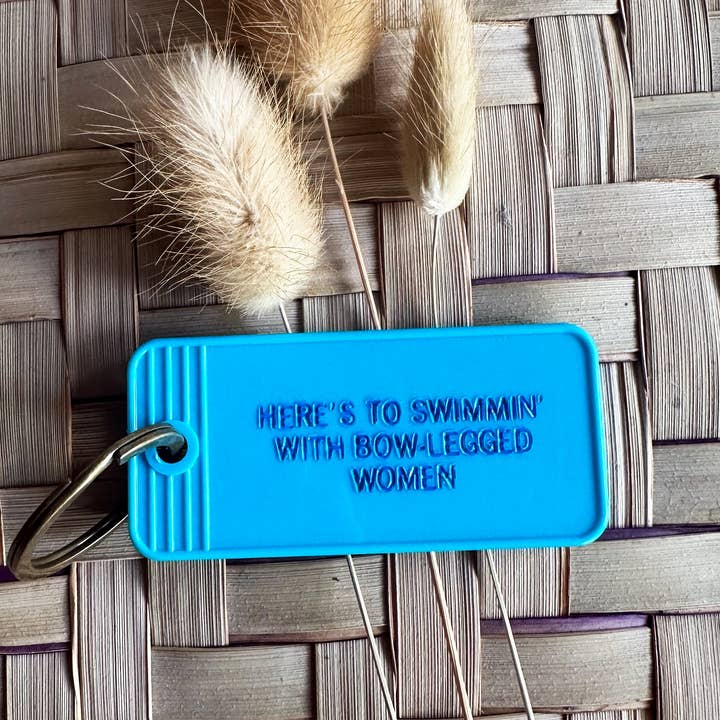 HERE'S TO SWIMMIN'
WITH BOW-LEGGED
WOMEN